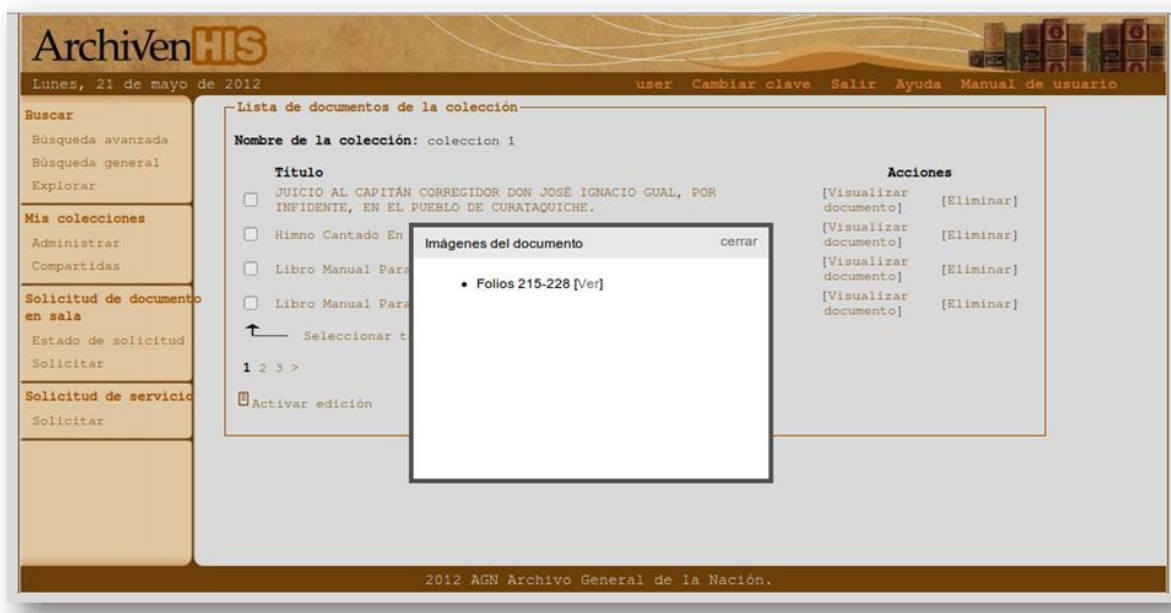 ArchiVenHIS
Lunes, 21 de mayo de 2012
user Cambiar clave Salir Ayuda Manual de usuario
Buscar
Búsqueda avanzada
Búsqueda general
Explorar
Mis colecciones
Administrar
Compartidas
Solicitud de documento
en sala
Estado de solicitud
Solicitar
Solicitud de servicio
Solicitar
Lista de documentos de la colección
Nombre de la colección: coleccion 1
Título Acciones
JUICIO AL CAPITÁN CORREGIDOR DON JOSÉ IGNACIO GUAL, POR
INFIDENTE, EN EL PUEBLO DE CURATAQUICHE.
[Visualizar
documento] [Eliminar]
Himno Cantado En
[Visualizar
documento] [Eliminar]
Libro Manual Para
[Visualizar
documento] [Eliminar]
Libro Manual Para
[Visualizar
documento] [Eliminar]
Seleccionar t
1 2 3 >
Activar edición
Imágenes del documento cerrar
Folios 215-228 [Ver]
2012 AGN Archivo General de la Nación.